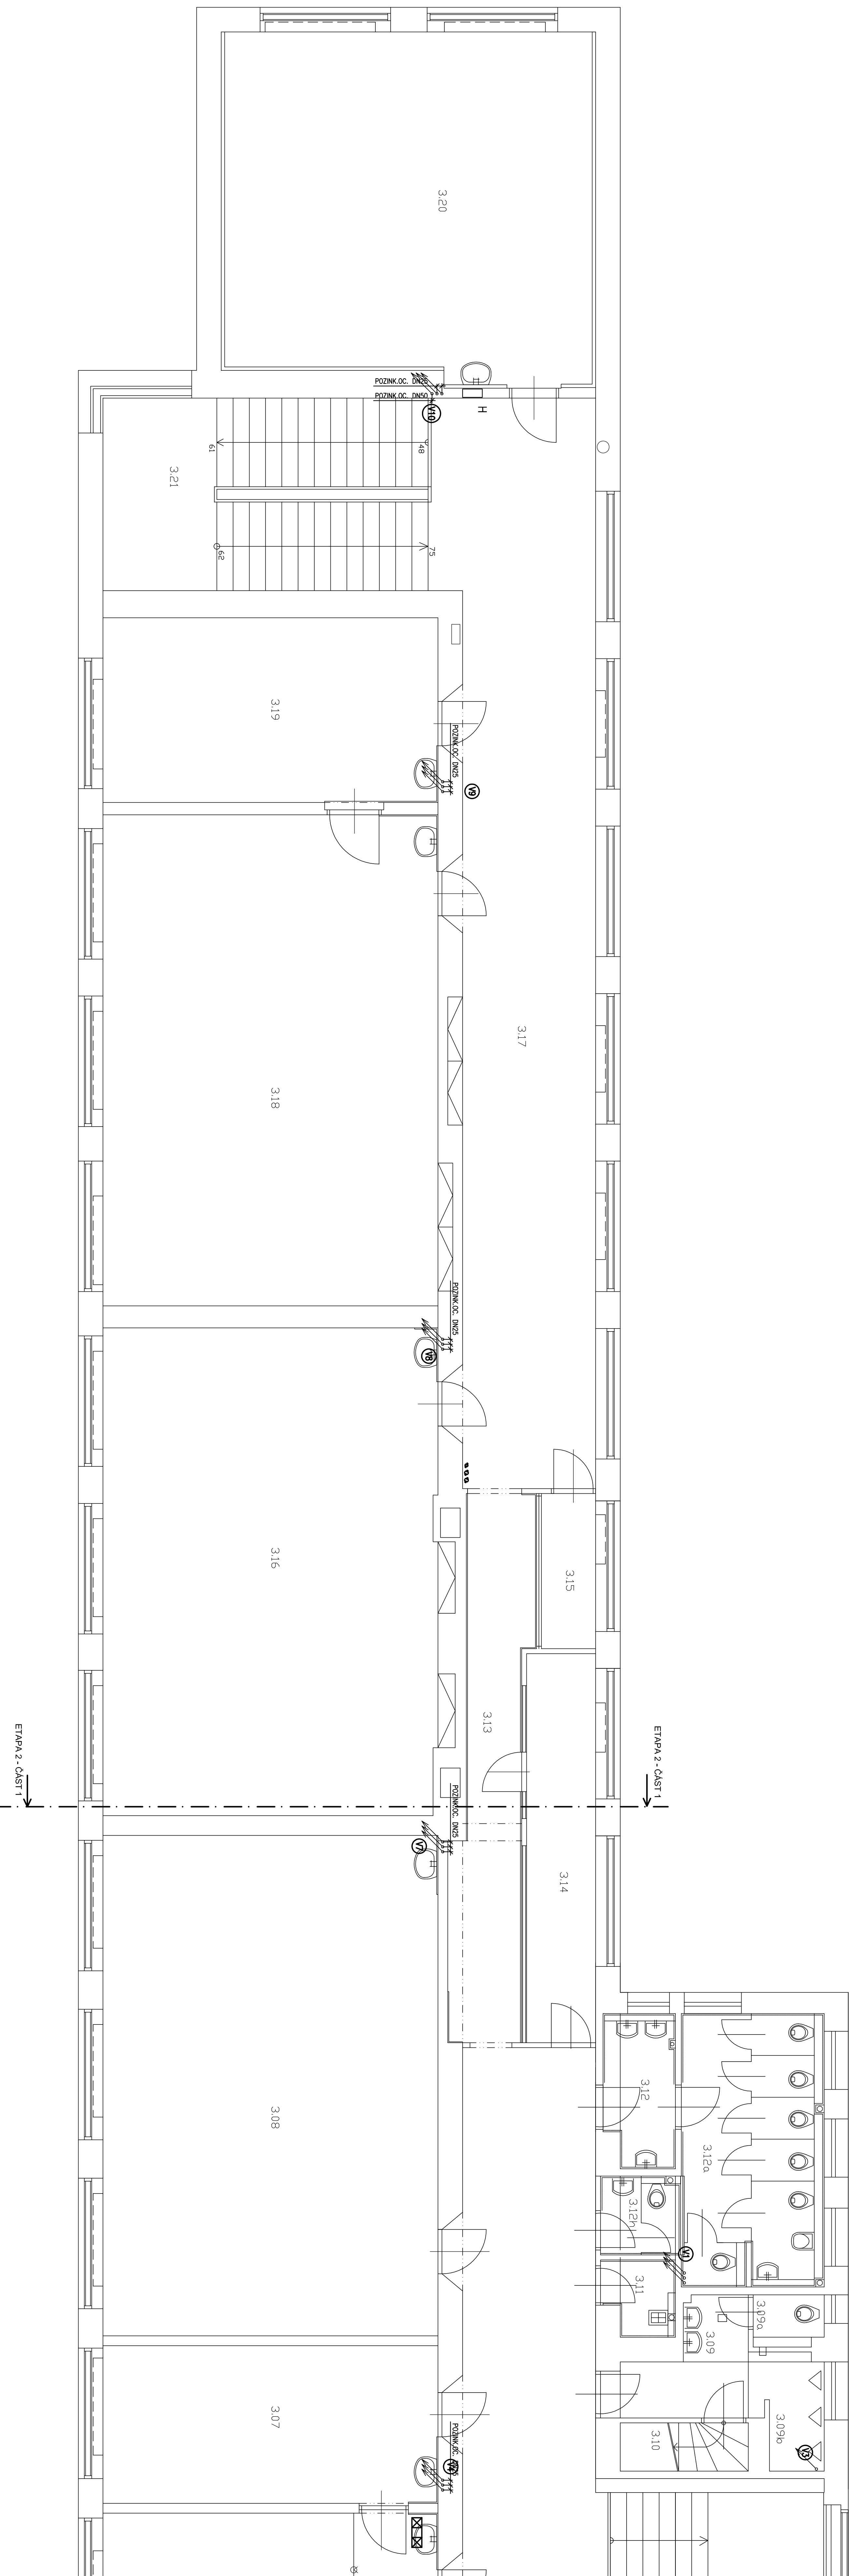 3.20
POZINK.OC. DN25
POZINK.OC. DN50
V10
H
61
48
3.21
62
75
3.19
POZINK.OC. DN25
V9
3.17
3.18
POZINK.OC. DN25
V8
3.16
3.15
3.13
ETAPA 2 - ČÁST 1
ETAPA 2 - ČÁST 1
POZINK.OC. DN25
V7
3.14
3.08
3.12
3.12a
3.12h
V1
3.11
3.09a
3.09
3.07
3.10
3.09b
V3
POZINK.OC.
V4